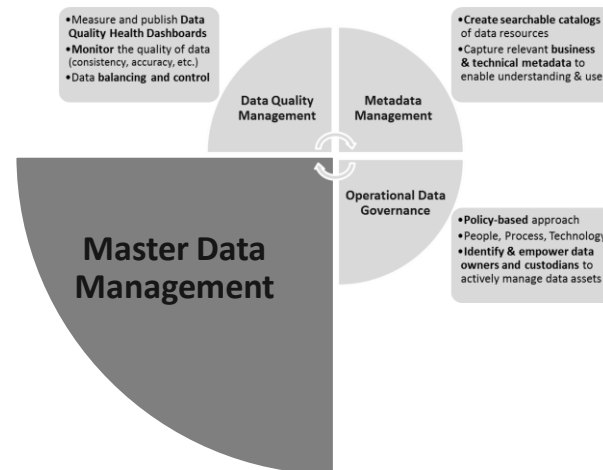 •Measure and publish Data
Quality Health Dashboards
•Monitor the quality of data
(consistency, accuracy, etc.)
•Data balancing and control
•Create searchable catalogs
of data resources
•Capture relevant business
& technical metadata to
enable understanding & use
Data Quality
Management
Metadata
Management
Operational Data
Governance
•Policy-based approach
•People, Process, Technology
•Identify & empower data
owners and custodians to
actively manage data assets
Master Data
Management